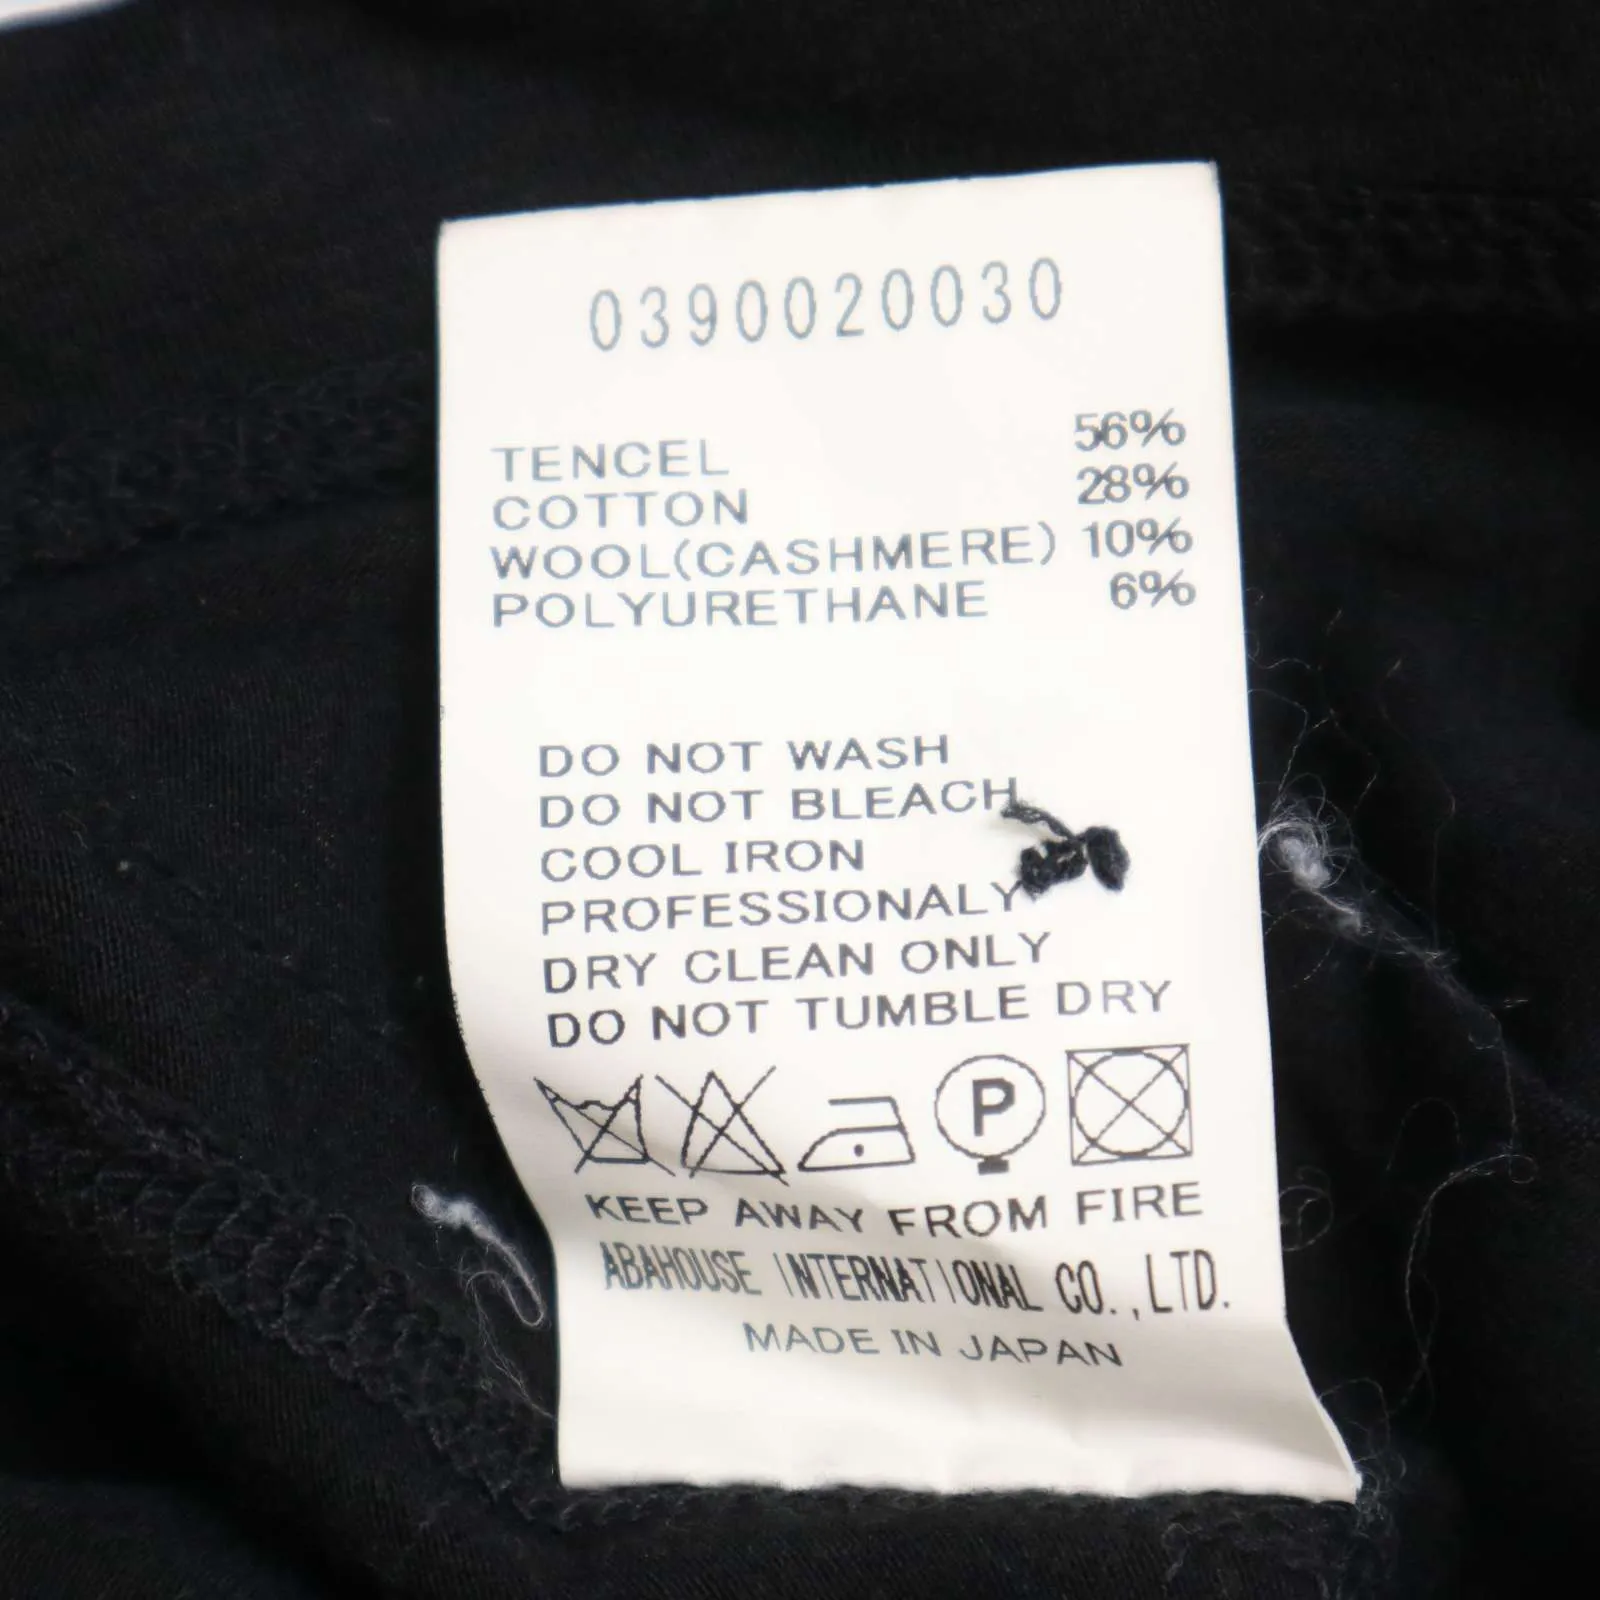 0390020030
TENCEL 56%
COTTON 28%
WOOL(CASHMERE) 10%
POLYURETHANE 6%
DO NOT WASH
DO NOT BLEACH
COOL IRON
PROFESSIONALY
DRY CLEAN ONLY
DO NOT TUMBLE DRY
P
KEEP AWAY FROM FIRE
ABAHOUSE INTERNATIONAL CO.,LTD.
MADE IN JAPAN